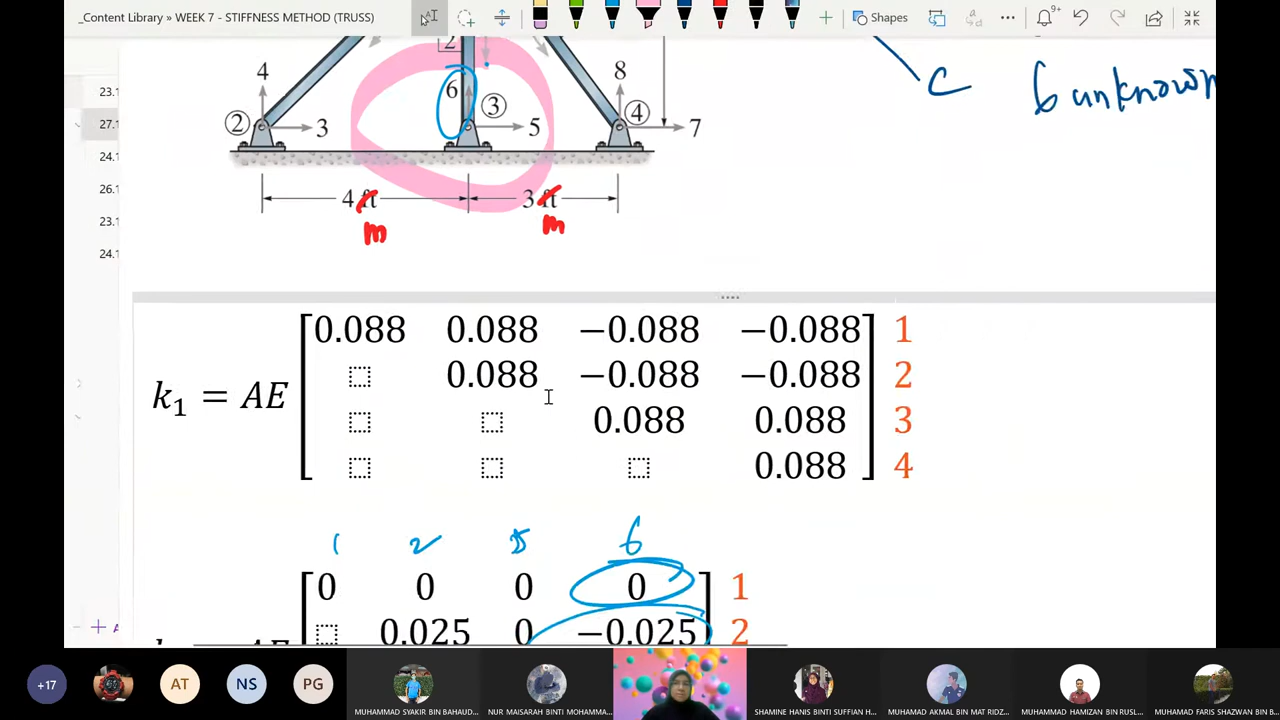 _Content Library » WEEK 7 - STIFFNESS METHOD (TRUSS)
Shapes
9+
23.1
27.1
24.1
26.1
23.1
24.1
2
4
6
8
② 3
③ 5
④ 7
C 6 unknown
4 ft
3 ft
m m
k₁ = AE
0.088 0.088 −0.088 −0.088 1
0.088 −0.088 −0.088 2
0.088 0.088 3
0.088 4
1 2 5 6
0 0 0 0 1
0.025 0 −0.025 2
+17
AT
NS
PG
MUHAMMAD SYAKIR BIN BAHAUD...
NUR MAISARAH BINTI MOHAMMA...
SHAMINE HANIS BINTI SUFFIAN H...
MUHAMAD AKMAL BIN MAT RIDZ...
MUHAMAD HAMIZAN BIN RUSL...
MUHAMAD FARIS SHAZWAN BIN B...